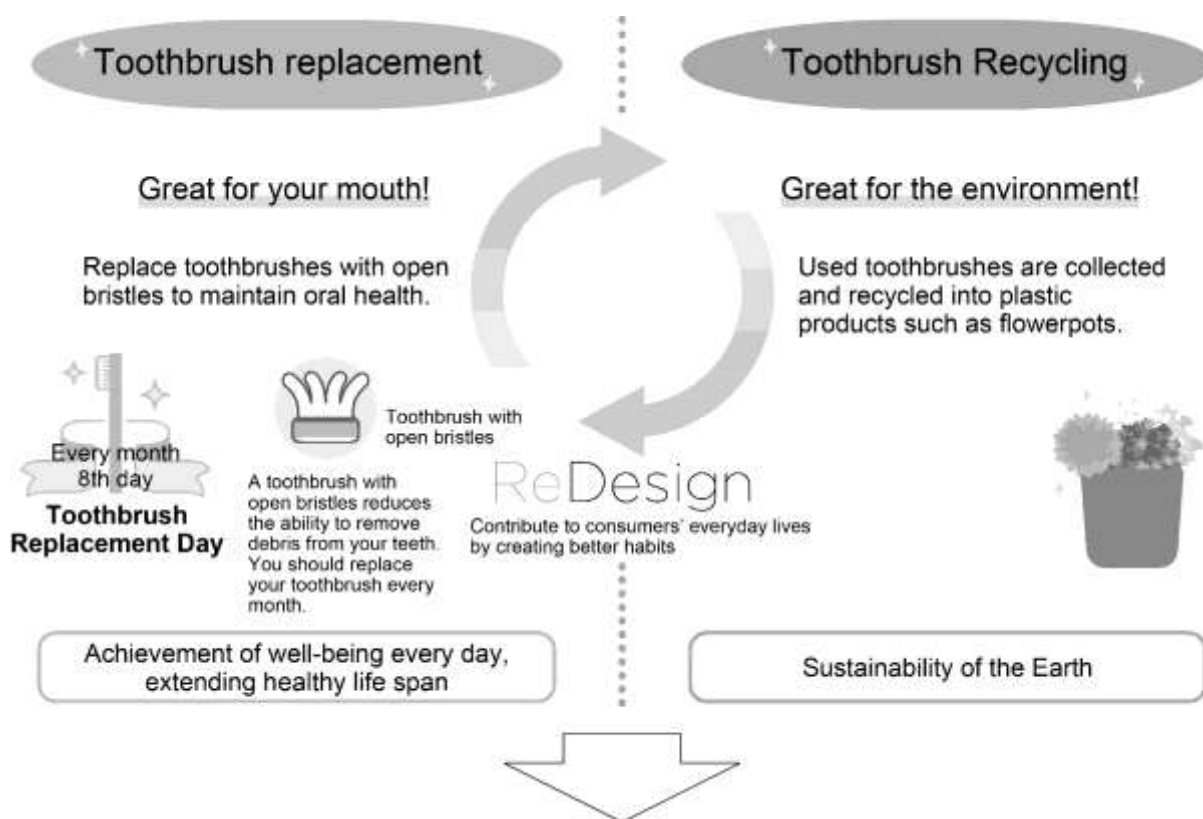 Toothbrush replacement
Great for your mouth!
Replace toothbrushes with open
bristles to maintain oral health.
Every month
8th day
Toothbrush
Replacement Day
Toothbrush with
open bristles
A toothbrush with
open bristles reduces
the ability to remove
debris from your teeth.
You should replace
your toothbrush every
month.
Achievement of well-being every day,
extending healthy life span
ReDesign
Contribute to consumers' everyday lives
by creating better habits
Toothbrush Recycling
Great for the environment!
Used toothbrushes are collected
and recycled into plastic
products such as flowerpots.
Sustainability of the Earth